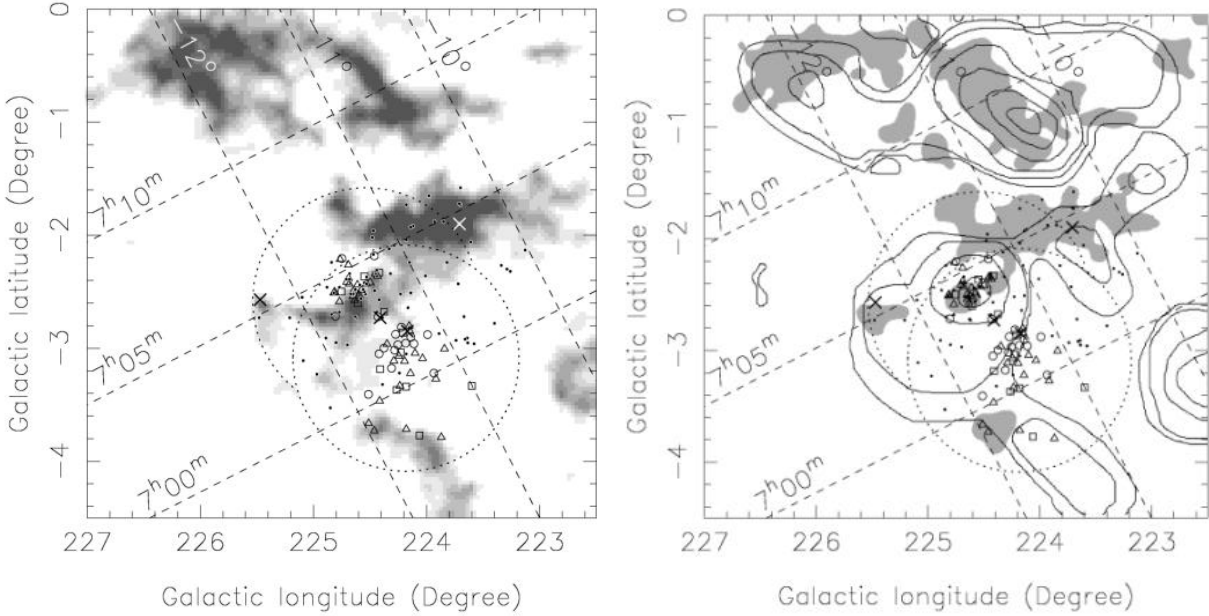 0
-1
-2
-3
-4
Galactic latitude (Degree)
-12°
-11
-10
7h10m
7h05m
7h00m
227 226 225 224 223
Galactic longitude (Degree)
0
-1
-2
-3
-4
Galactic latitude (Degree)
7h10m
7h05m
7h00m
227 226 225 224 223
Galactic longitude (Degree)